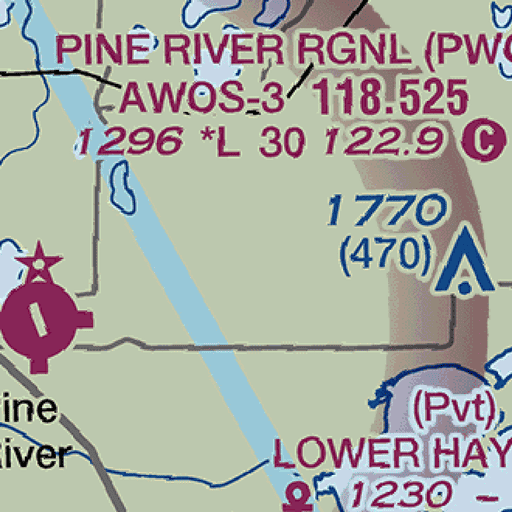 PINE RIVER RGNL (PW
AWOS-3 118.525
1296 *L 30 122.9 C
1770
(470)
ine
iver
(Pvt)
LOWER HAY
1230 -